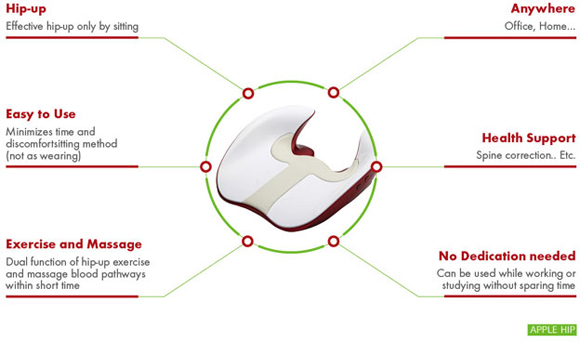 Hip-up
Effective hip-up only by sitting
Anywhere
Office, Home...
Easy to Use
Minimizes time and
discomfortsitting method
(not as wearing)
Health Support
Spine correction.. Etc.
Exercise and Massage
Dual function of hip-up exercise
and massage blood pathways
within short time
No Dedication needed
Can be used while working or
studying without sparing time
APPLE HIP